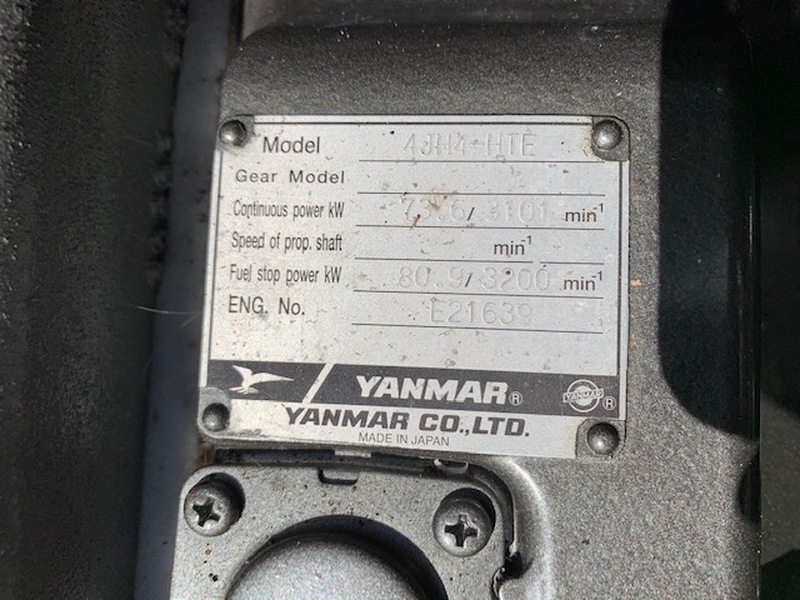 Model 4JH4-HTE
Gear Model
Continuous power kW 73.6/3101 min-1
Speed of prop. shaft min-1
Fuel stop power kW 80.9/3200 min-1
ENG. No. E21639
YANMAR® YANMAR ®
YANMAR CO.,LTD.
MADE IN JAPAN